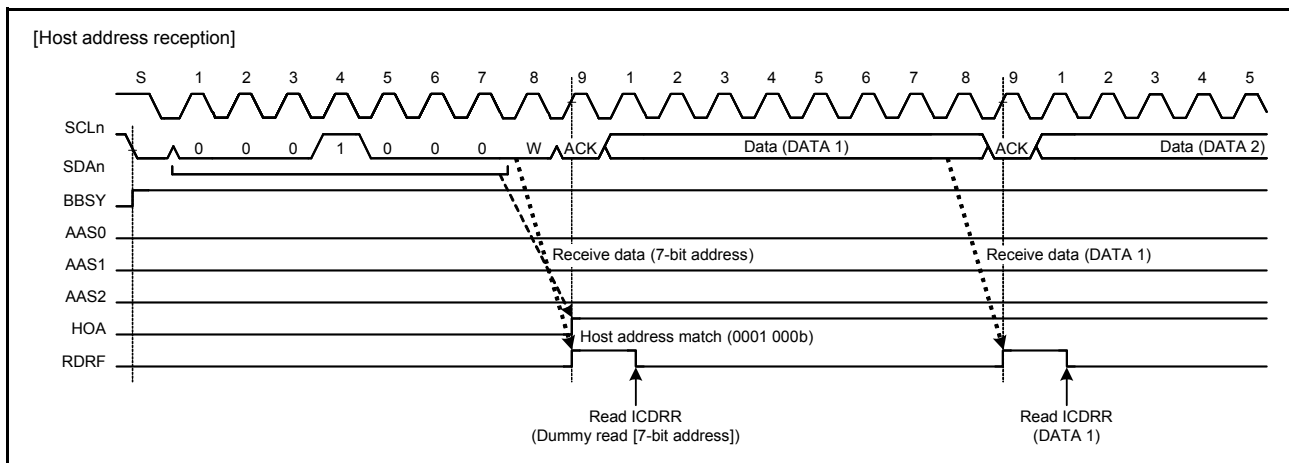 [Host address reception]
S 1 2 3 4 5 6 7 8 9 1 2 3 4 5 6 7 8 9 1 2 3 4 5
SCLn
0 0 0 1 0 0 0 W ACK Data (DATA 1) ACK Data (DATA 2)
SDAn
BBSY
AAS0
Receive data (7-bit address) Receive data (DATA 1)
AAS1
AAS2
HOA
Host address match (0001 000b)
RDRF
Read ICDRR Read ICDRR
(Dummy read [7-bit address]) (DATA 1)